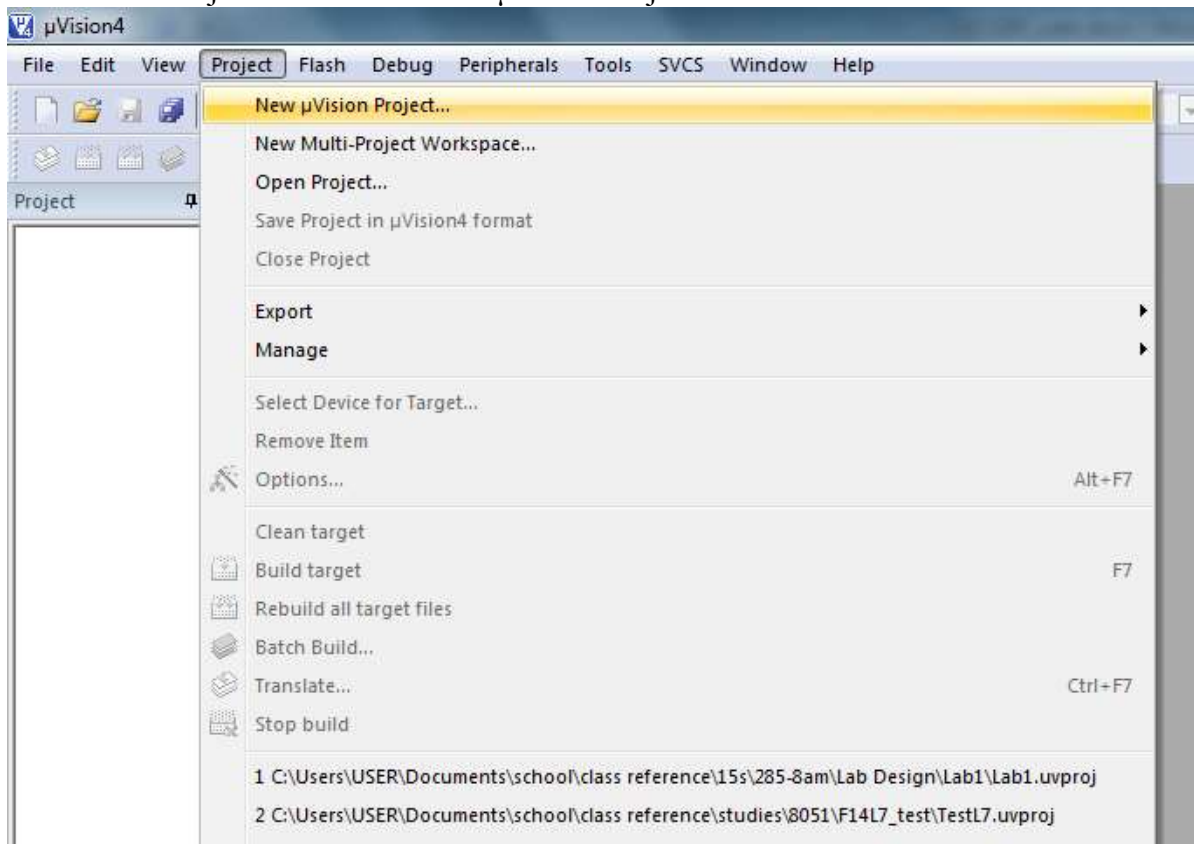 µVision4
File Edit View Project Flash Debug Peripherals Tools SVCS Window Help
New µVision Project...
New Multi-Project Workspace...
Project
Open Project...
Save Project in µVision4 format
Close Project
Export
Manage
Select Device for Target...
Remove Item
Options... Alt+F7
Clean target
Build target F7
Rebuild all target files
Batch Build...
Translate... Ctrl+F7
Stop build
1 C:\Users\USER\Documents\school\class reference\15s\285-8am\Lab Design\Lab1\Lab1.uvproj
2 C:\Users\USER\Documents\school\class reference\studies\8051\F14L7_test\TestL7.uvproj